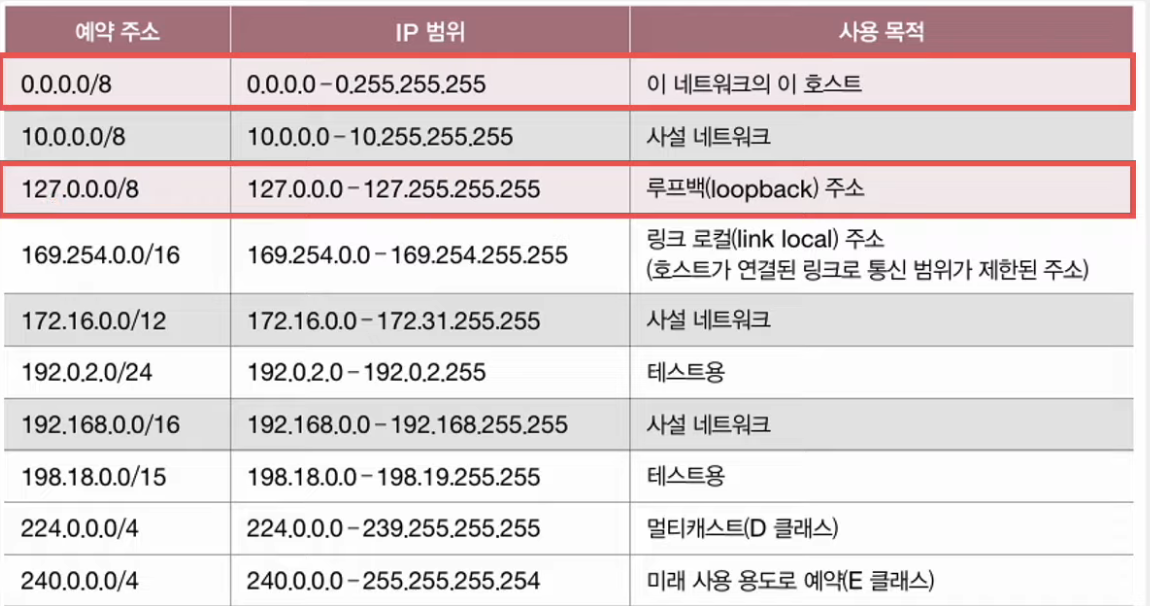 예약 주소 IP 범위 사용 목적
0.0.0.0/8 0.0.0.0-0.255.255.255 이 네트워크의 이 호스트
10.0.0.0/8 10.0.0.0-10.255.255.255 사설 네트워크
127.0.0.0/8 127.0.0.0-127.255.255.255 루프백(loopback) 주소
169.254.0.0/16 169.254.0.0-169.254.255.255 링크 로컬(link local) 주소
(호스트가 연결된 링크로 통신 범위가 제한된 주소)
172.16.0.0/12 172.16.0.0-172.31.255.255 사설 네트워크
192.0.2.0/24 192.0.2.0-192.0.2.255 테스트용
192.168.0.0/16 192.168.0.0-192.168.255.255 사설 네트워크
198.18.0.0/15 198.18.0.0-198.19.255.255 테스트용
224.0.0.0/4 224.0.0.0-239.255.255.255 멀티캐스트(D 클래스)
240.0.0.0/4 240.0.0.0-255.255.255.254 미래 사용 용도로 예약(E 클래스)